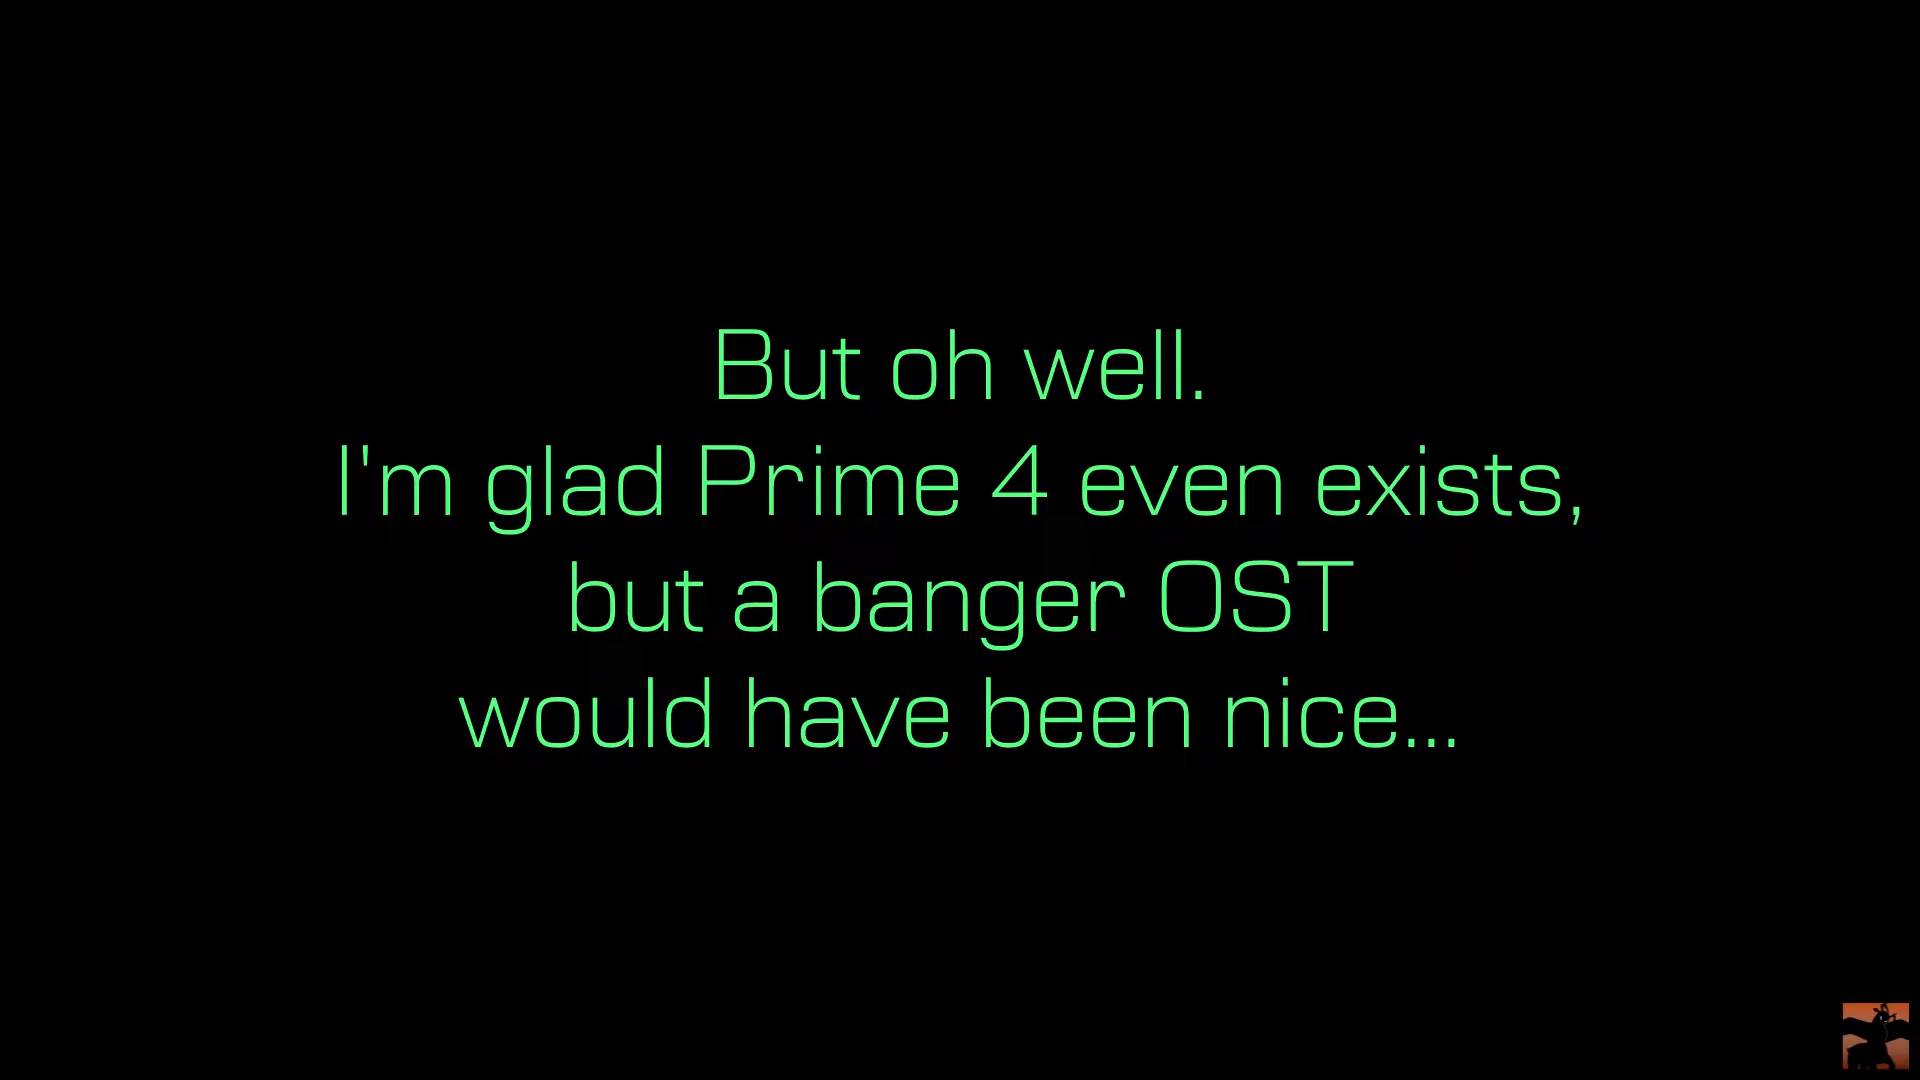 But oh well.
I'm glad Prime 4 even exists,
but a banger OST
would have been nice...